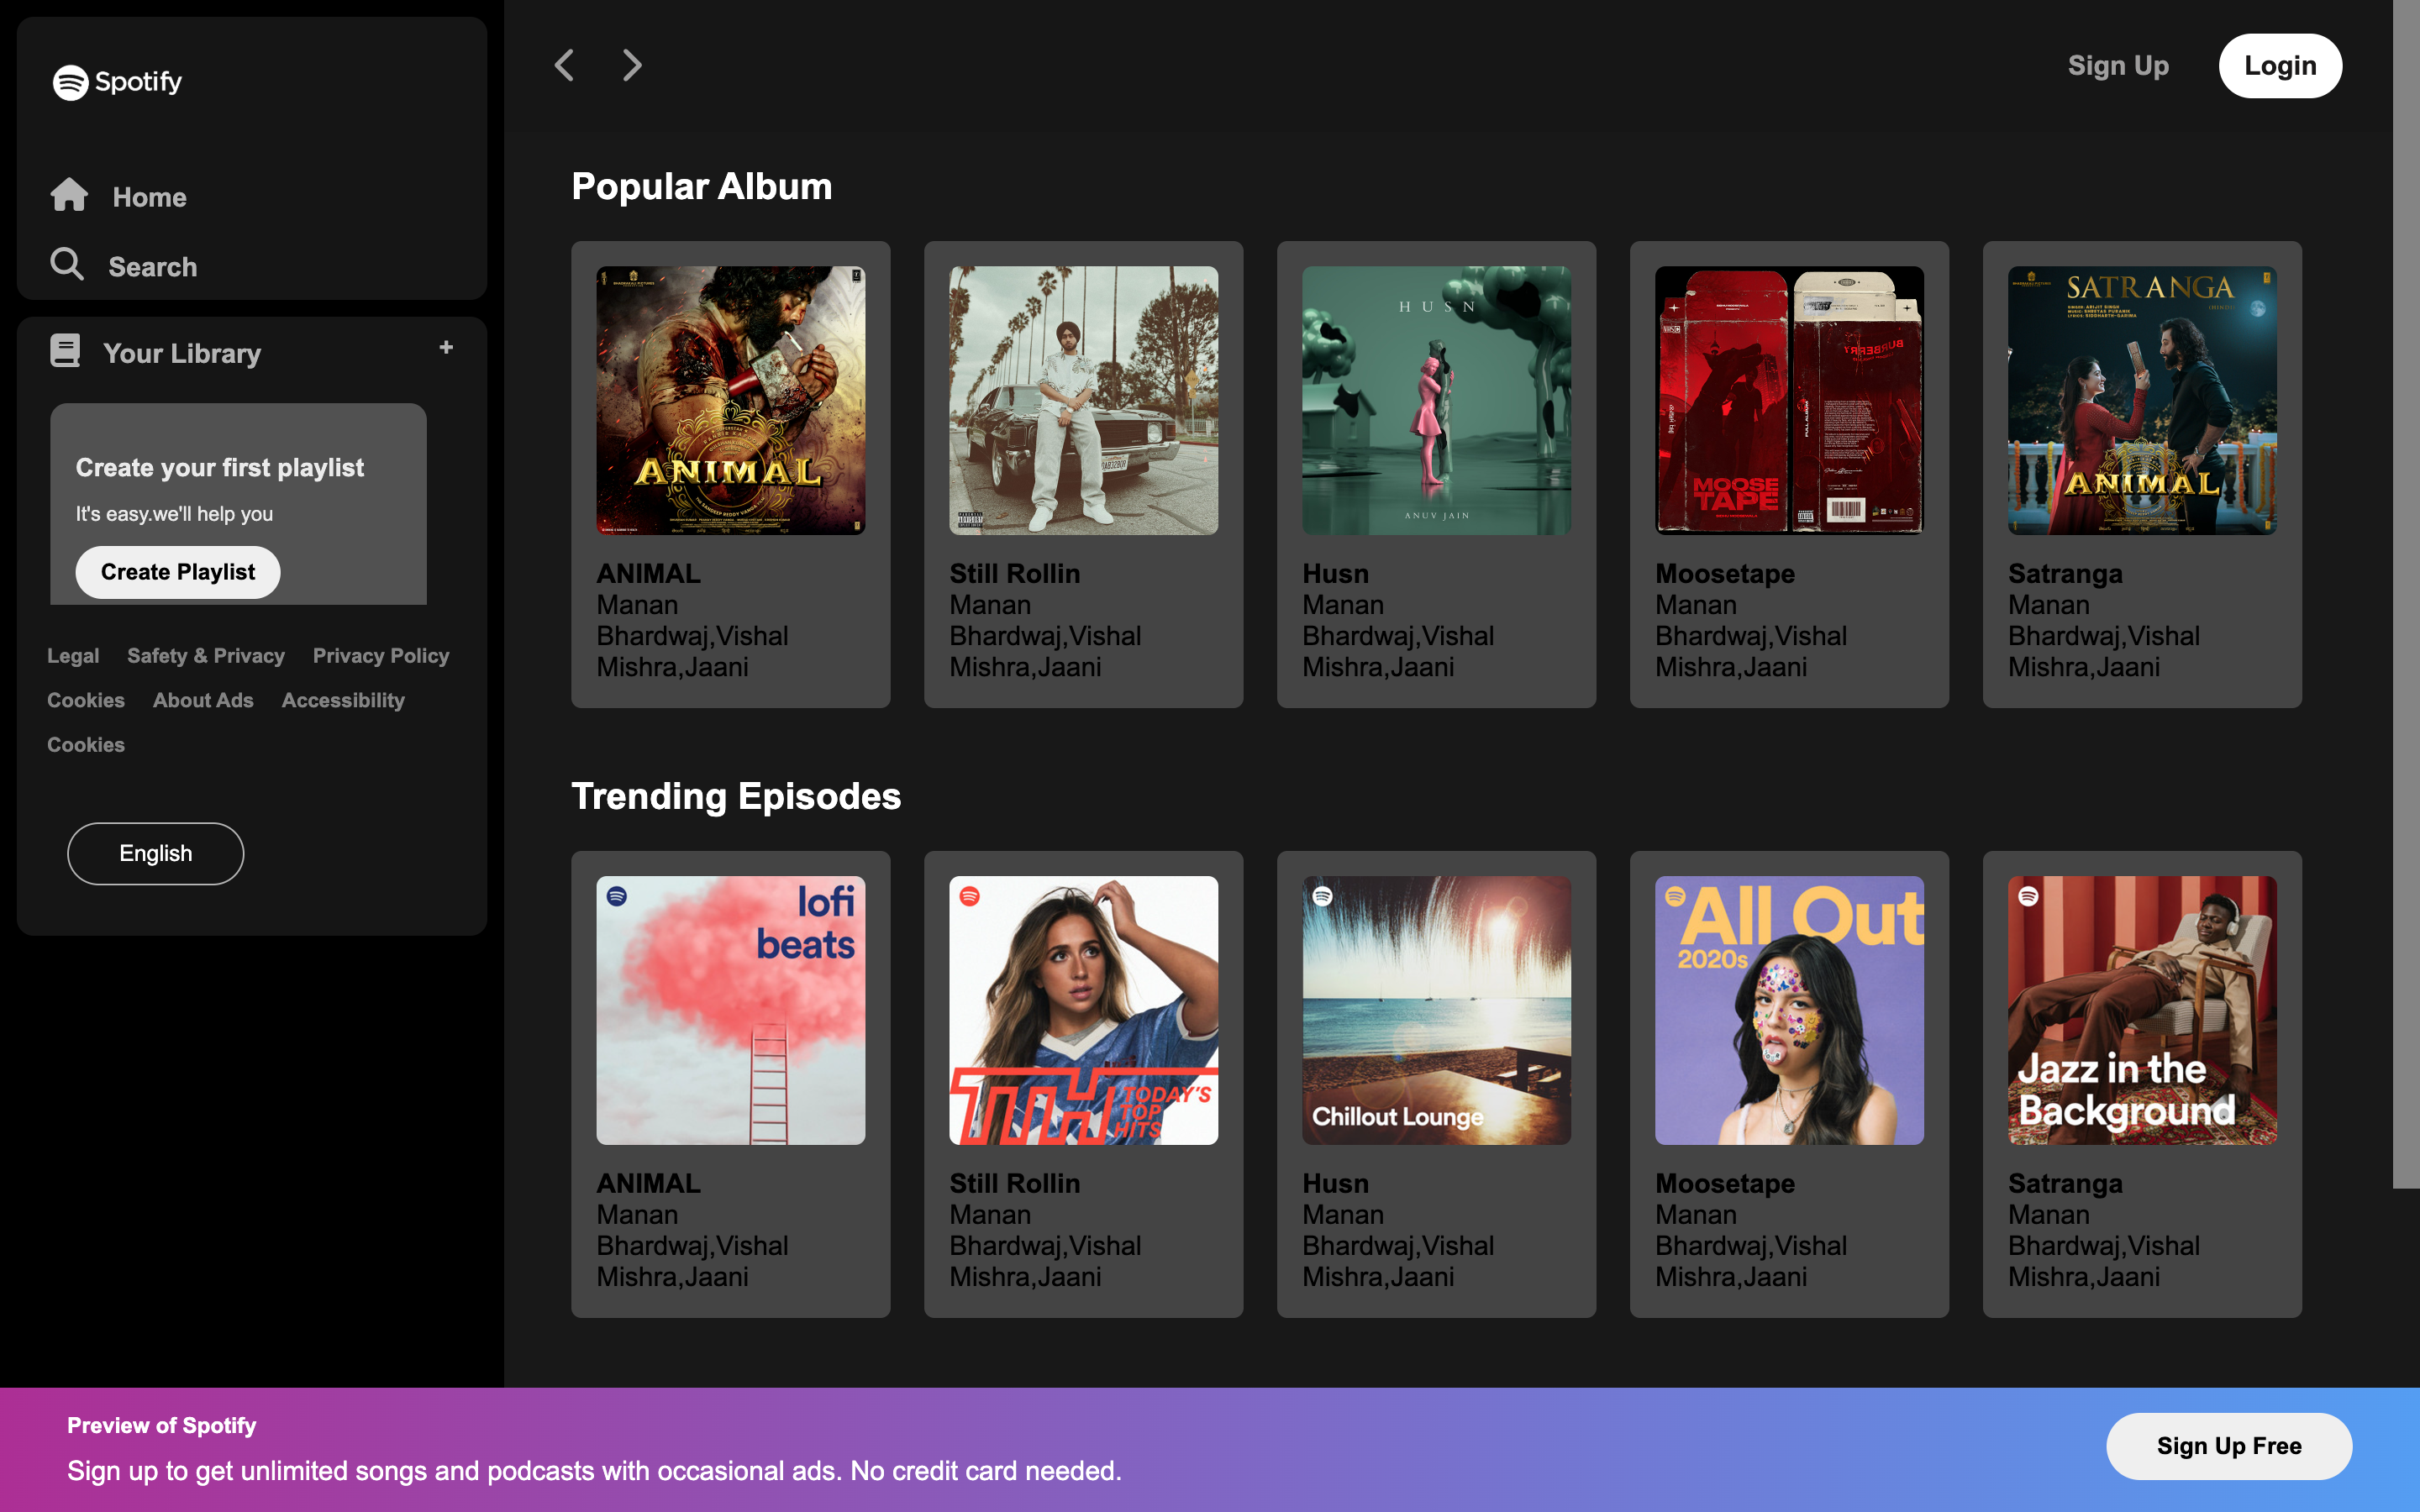 Spotify
Sign Up
Login
Home
Search
Your Library
+
Create your first playlist
It's easy.we'll help you
Create Playlist
Legal Safety & Privacy Privacy Policy
Cookies About Ads Accessibility
Cookies
English
Popular Album
ANIMAL
HUSN
ANUV JAIN
BURBERRY
MOOSE
TAPE
SATRANGA
ANIMAL
ANIMAL
Manan
Bhardwaj,Vishal
Mishra,Jaani
Still Rollin
Manan
Bhardwaj,Vishal
Mishra,Jaani
Husn
Manan
Bhardwaj,Vishal
Mishra,Jaani
Moosetape
Manan
Bhardwaj,Vishal
Mishra,Jaani
Satranga
Manan
Bhardwaj,Vishal
Mishra,Jaani
Trending Episodes
lofi
beats
TTH TODAY'S
TOP
HITS
Chillout Lounge
All Out
2020s
Jazz in the
Background
ANIMAL
Manan
Bhardwaj,Vishal
Mishra,Jaani
Still Rollin
Manan
Bhardwaj,Vishal
Mishra,Jaani
Husn
Manan
Bhardwaj,Vishal
Mishra,Jaani
Moosetape
Manan
Bhardwaj,Vishal
Mishra,Jaani
Satranga
Manan
Bhardwaj,Vishal
Mishra,Jaani
Preview of Spotify
Sign up to get unlimited songs and podcasts with occasional ads. No credit card needed.
Sign Up Free